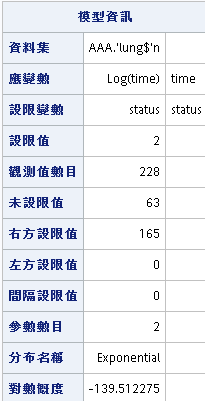 模型資訊
資料集 AAA.'lung$'n
應變數 Log(time) time
設限變數 status status
設限值 2
觀測值數目 228
未設限值 63
右方設限值 165
左方設限值 0
間隔設限值 0
參數數目 2
分布名稱 Exponential
對數概度 -139.512275